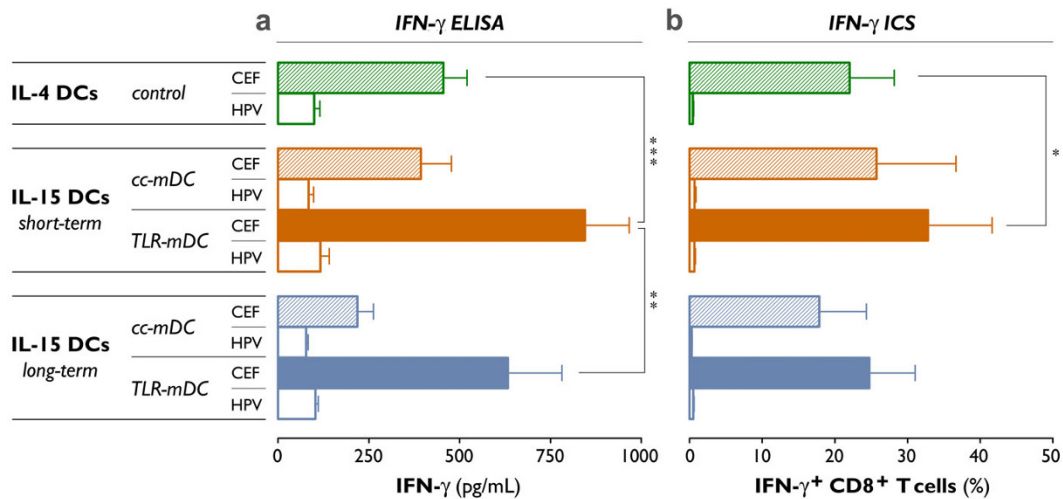 a
IFN-γ ELISA
b
IFN-γ ICS
IL-4 DCs
control
CEF
HPV
IL-15 DCs
short-term
cc-mDC
CEF
HPV
TLR-mDC
CEF
HPV
IL-15 DCs
long-term
cc-mDC
CEF
HPV
TLR-mDC
CEF
HPV
***
**
*
0 250 500 750 1000
IFN-γ (pg/mL)
0 10 20 30 40 50
IFN-γ⁺ CD8⁺ T cells (%)